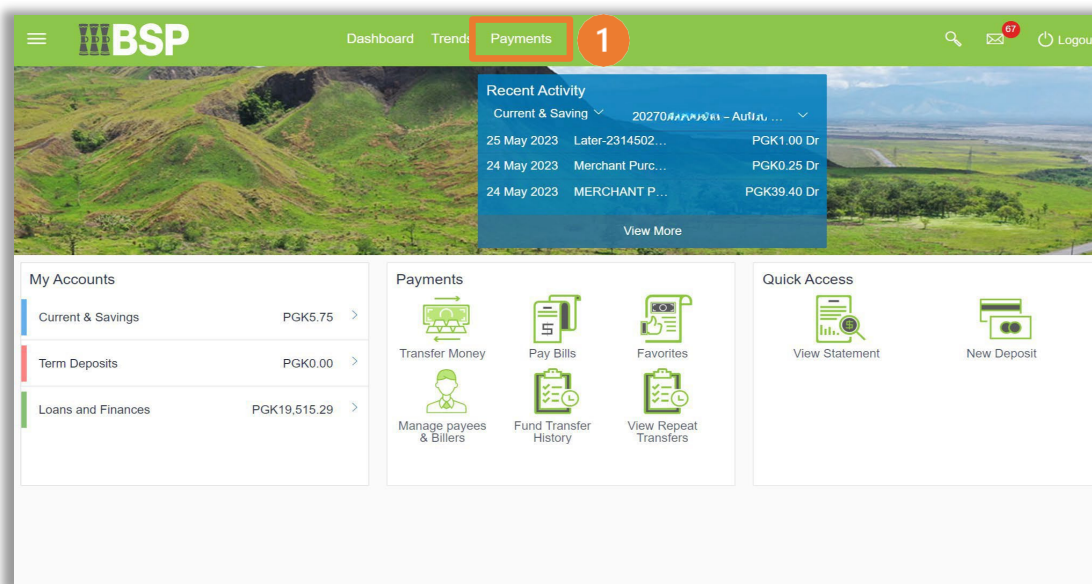 BSP
Dashboard Trends Payments 1 67 Logou
Recent Activity
Current & Saving
25 May 2023 Later-2314502... PGK1.00 Dr
24 May 2023 Merchant Purc... PGK0.25 Dr
24 May 2023 MERCHANT P... PGK39.40 Dr
View More
My Accounts
Current & Savings PGK5.75
Term Deposits PGK0.00
Loans and Finances PGK19,515.29
Payments
Transfer Money
Pay Bills
Favorites
Manage payees
& Billers
Fund Transfer
History
View Repeat
Transfers
Quick Access
View Statement
New Deposit